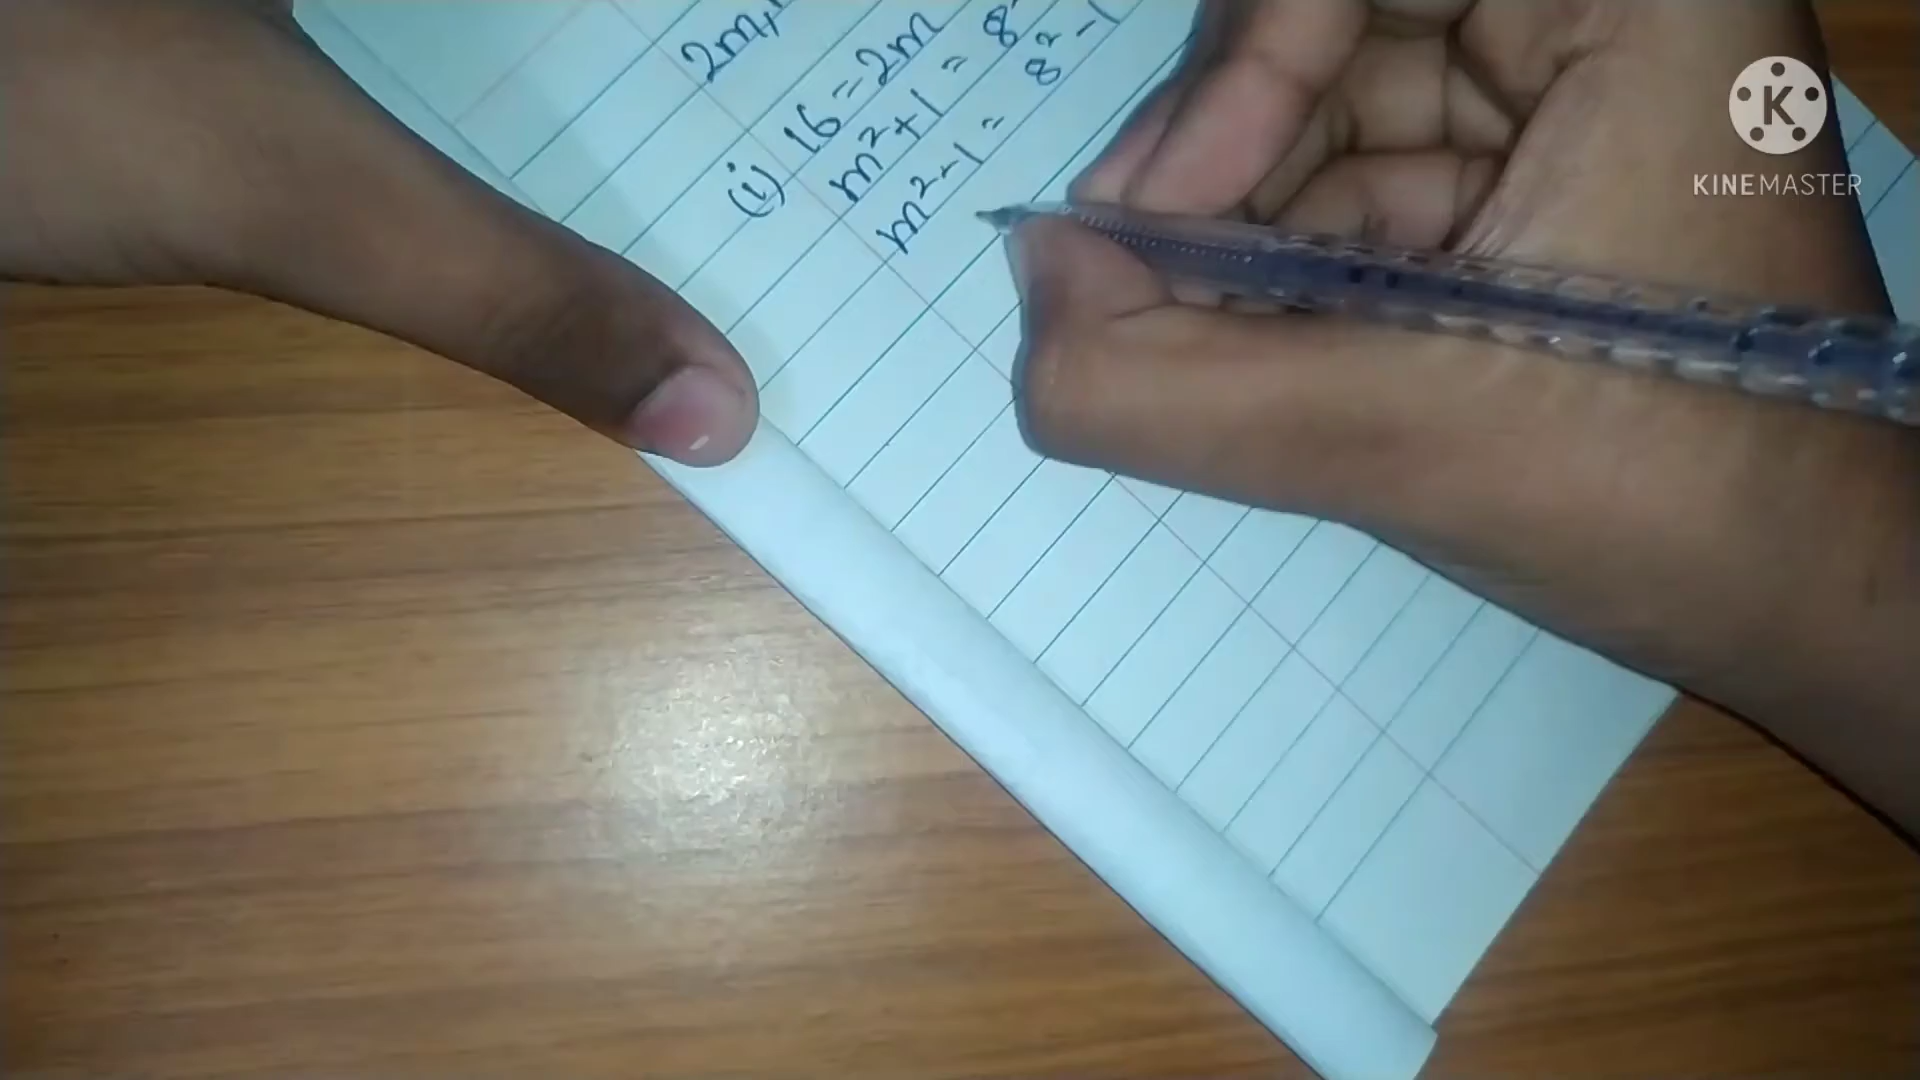 2m,
(i) 16 = 2m
m²+1 = 8
m²-1 = 8²-1
KINEMASTER